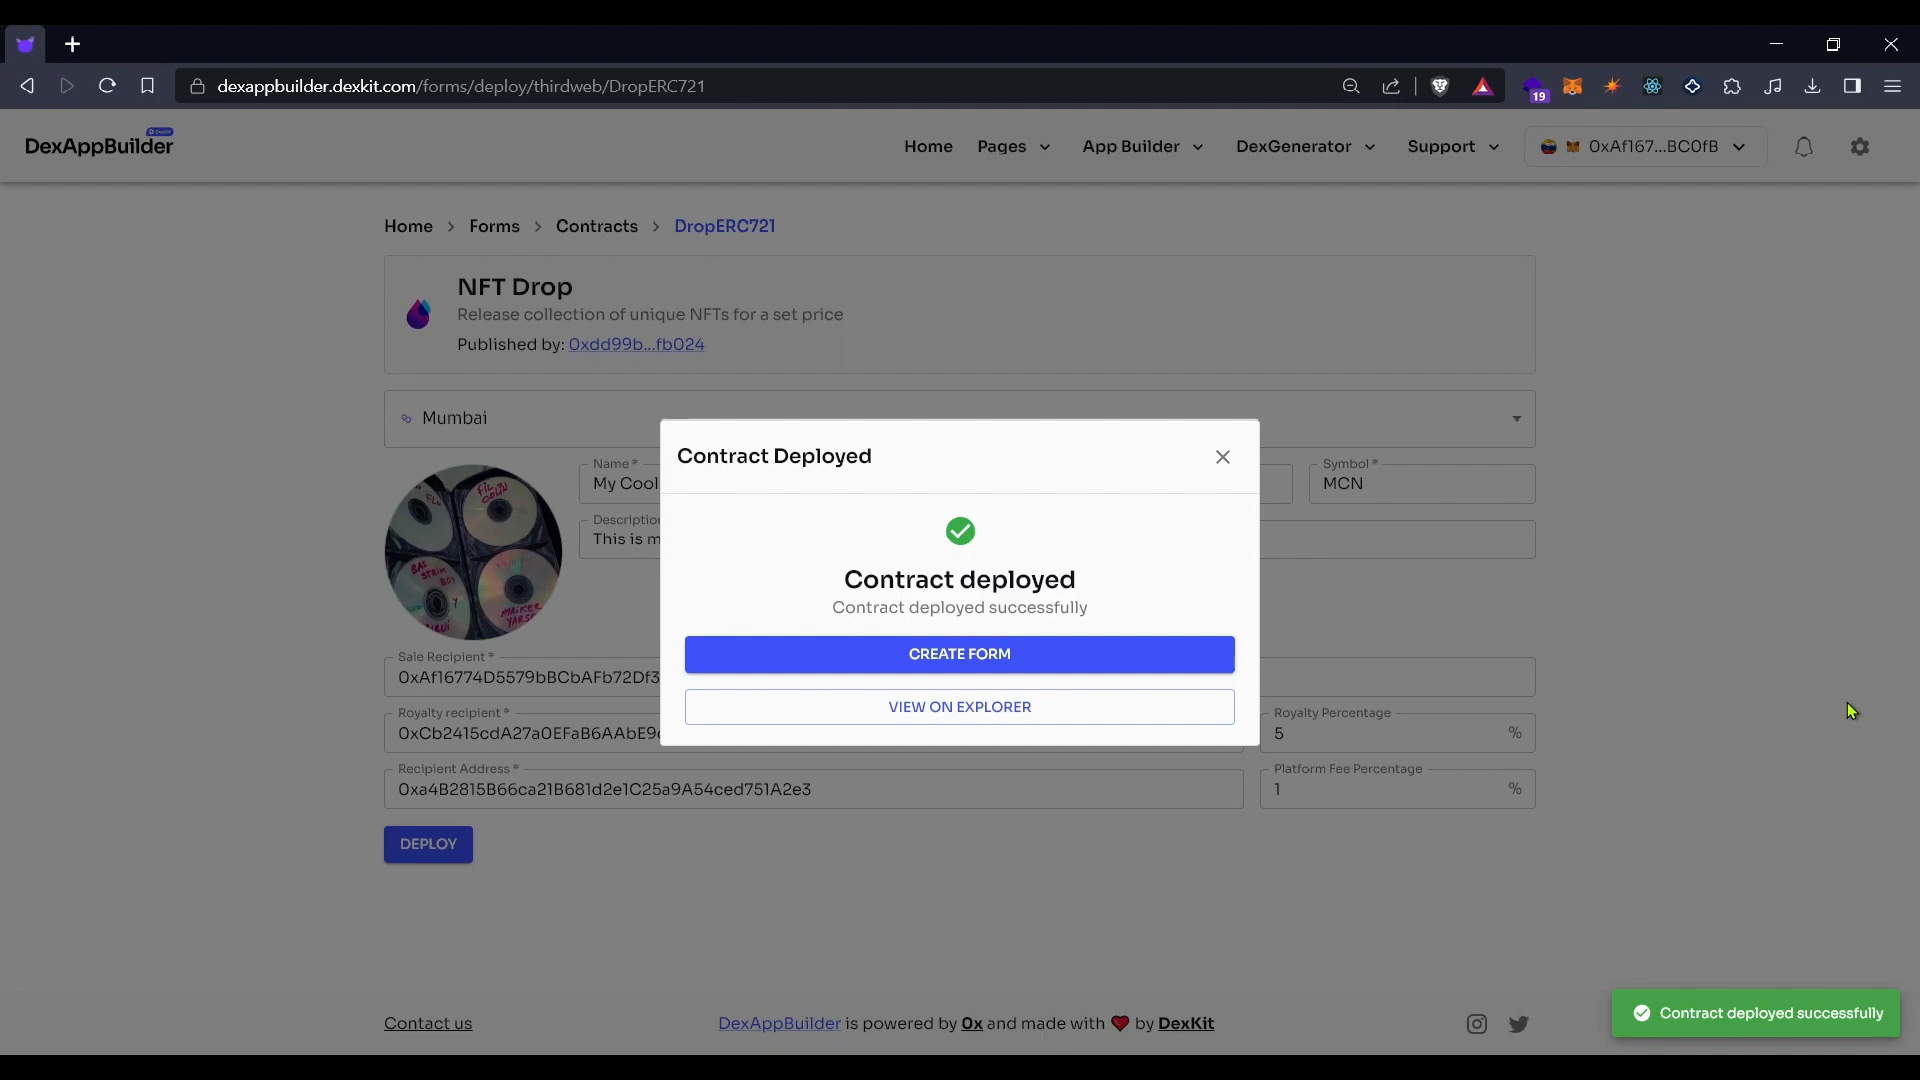 dexappbuilder.dexkit.com/forms/deploy/thirdweb/DropERC721
19
DexAppBuilder
DexKit
Home
Pages
App Builder
DexGenerator
Support
0xAf167...BC0fB
Home > Forms > Contracts > DropERC721
NFT Drop
Release collection of unique NFTs for a set price
Published by: 0xdd99b...fb024
Mumbai
Name *
My Cool
Symbol *
MCN
Description
This is m
Contract Deployed
Contract deployed
Contract deployed successfully
CREATE FORM
VIEW ON EXPLORER
Sale Recipient *
0xAf16774D5579bBCbAFb72Df3
Royalty recipient *
0xCb2415cdA27a0EFaB6AAbE9
Royalty Percentage
5 %
Recipient Address *
0xa4B2815B66ca21B681d2e1C25a9A54ced751A2e3
Platform Fee Percentage
1 %
DEPLOY
Contact us
DexAppBuilder is powered by 0x and made with ❤ by DexKit
Contract deployed successfully